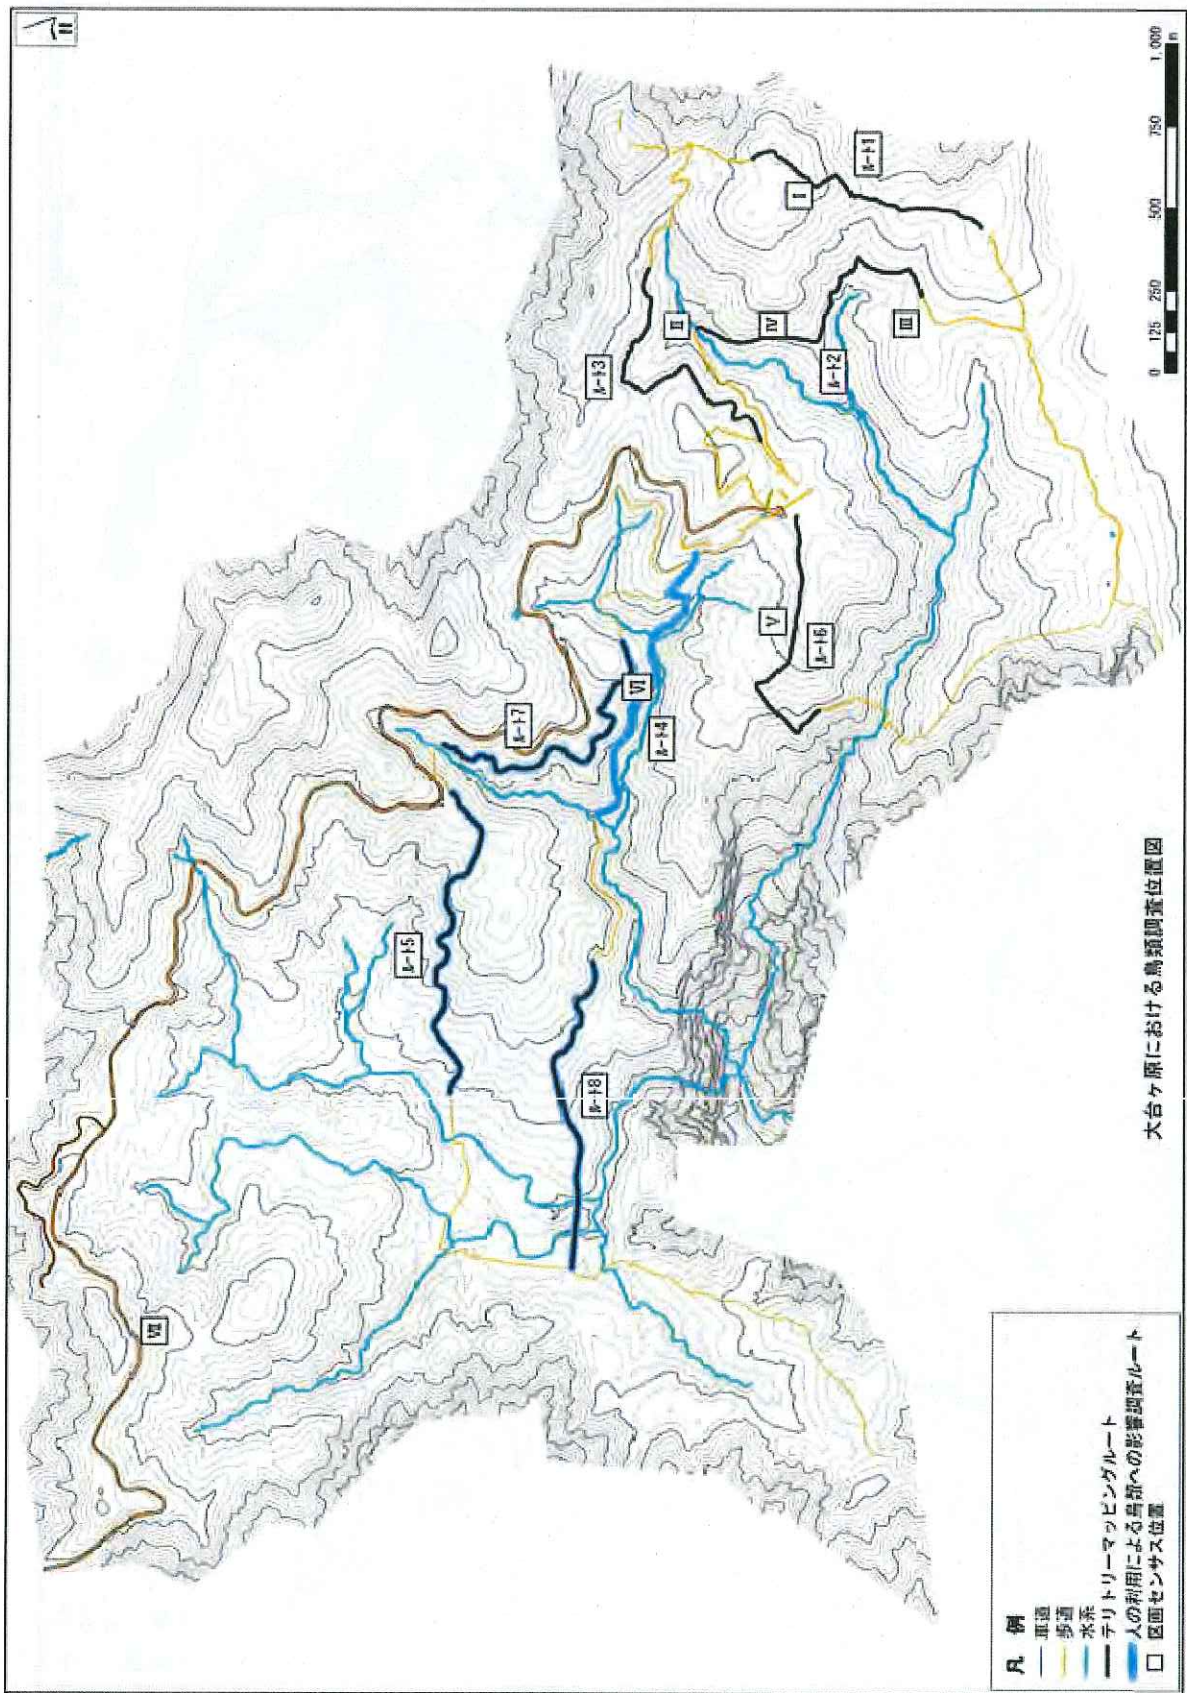 N
ルート1
I
ルート3
II
IV
III
ルート2
ルート7
VI
ルート4
V
ルート6
ルート5
ルート8
VII
0 125 250 500 750 1,000
m
大台ヶ原における鳥類調査位置図
凡 例
車道
歩道
水系
テリトリーマッピングルート
人の利用による鳥類への影響調査ルート
区画センサス位置